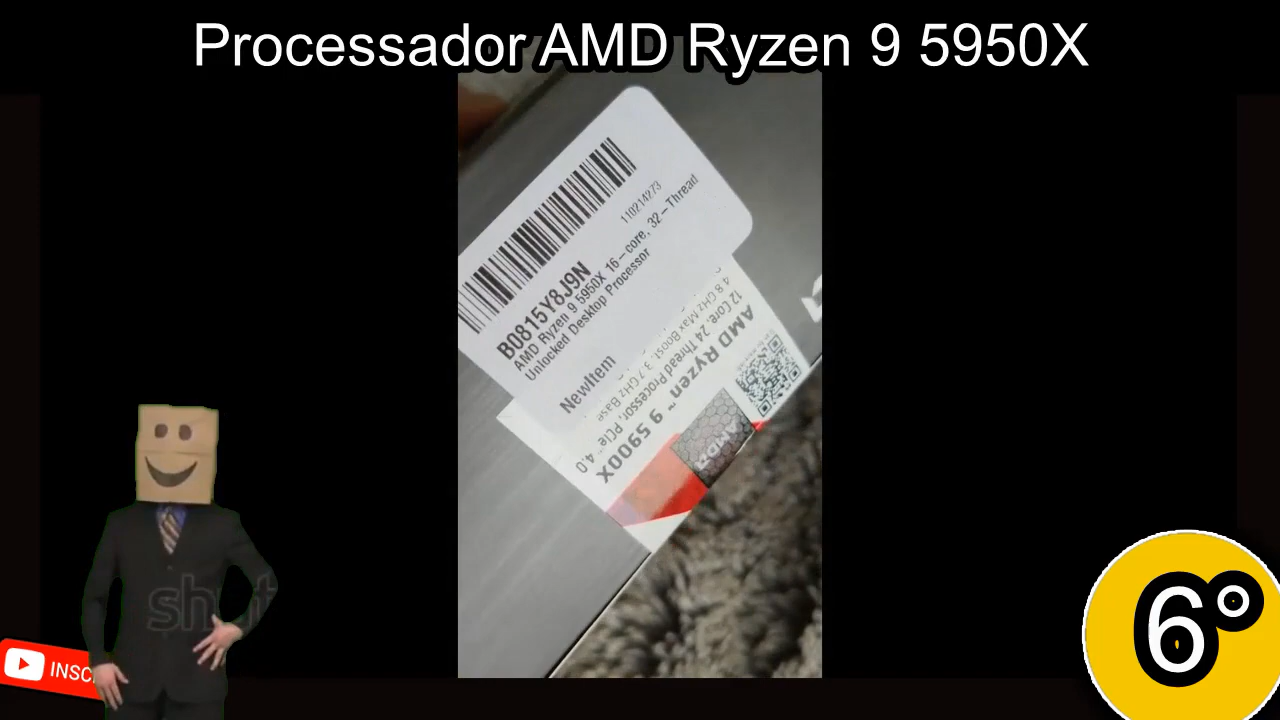 Processador AMD Ryzen 9 5950X
110214273
B0815Y8J9N
AMD Ryzen 9 5950X 16-core, 32-Thread
Unlocked Desktop Processor
NewItem
AMD Ryzen™ 9 5900X
12 Core, 24 Thread Processor, PCIe 4.0
4.8 GHz Max Boost, 3.7 GHz Base
AMD
shut
INSC
6°